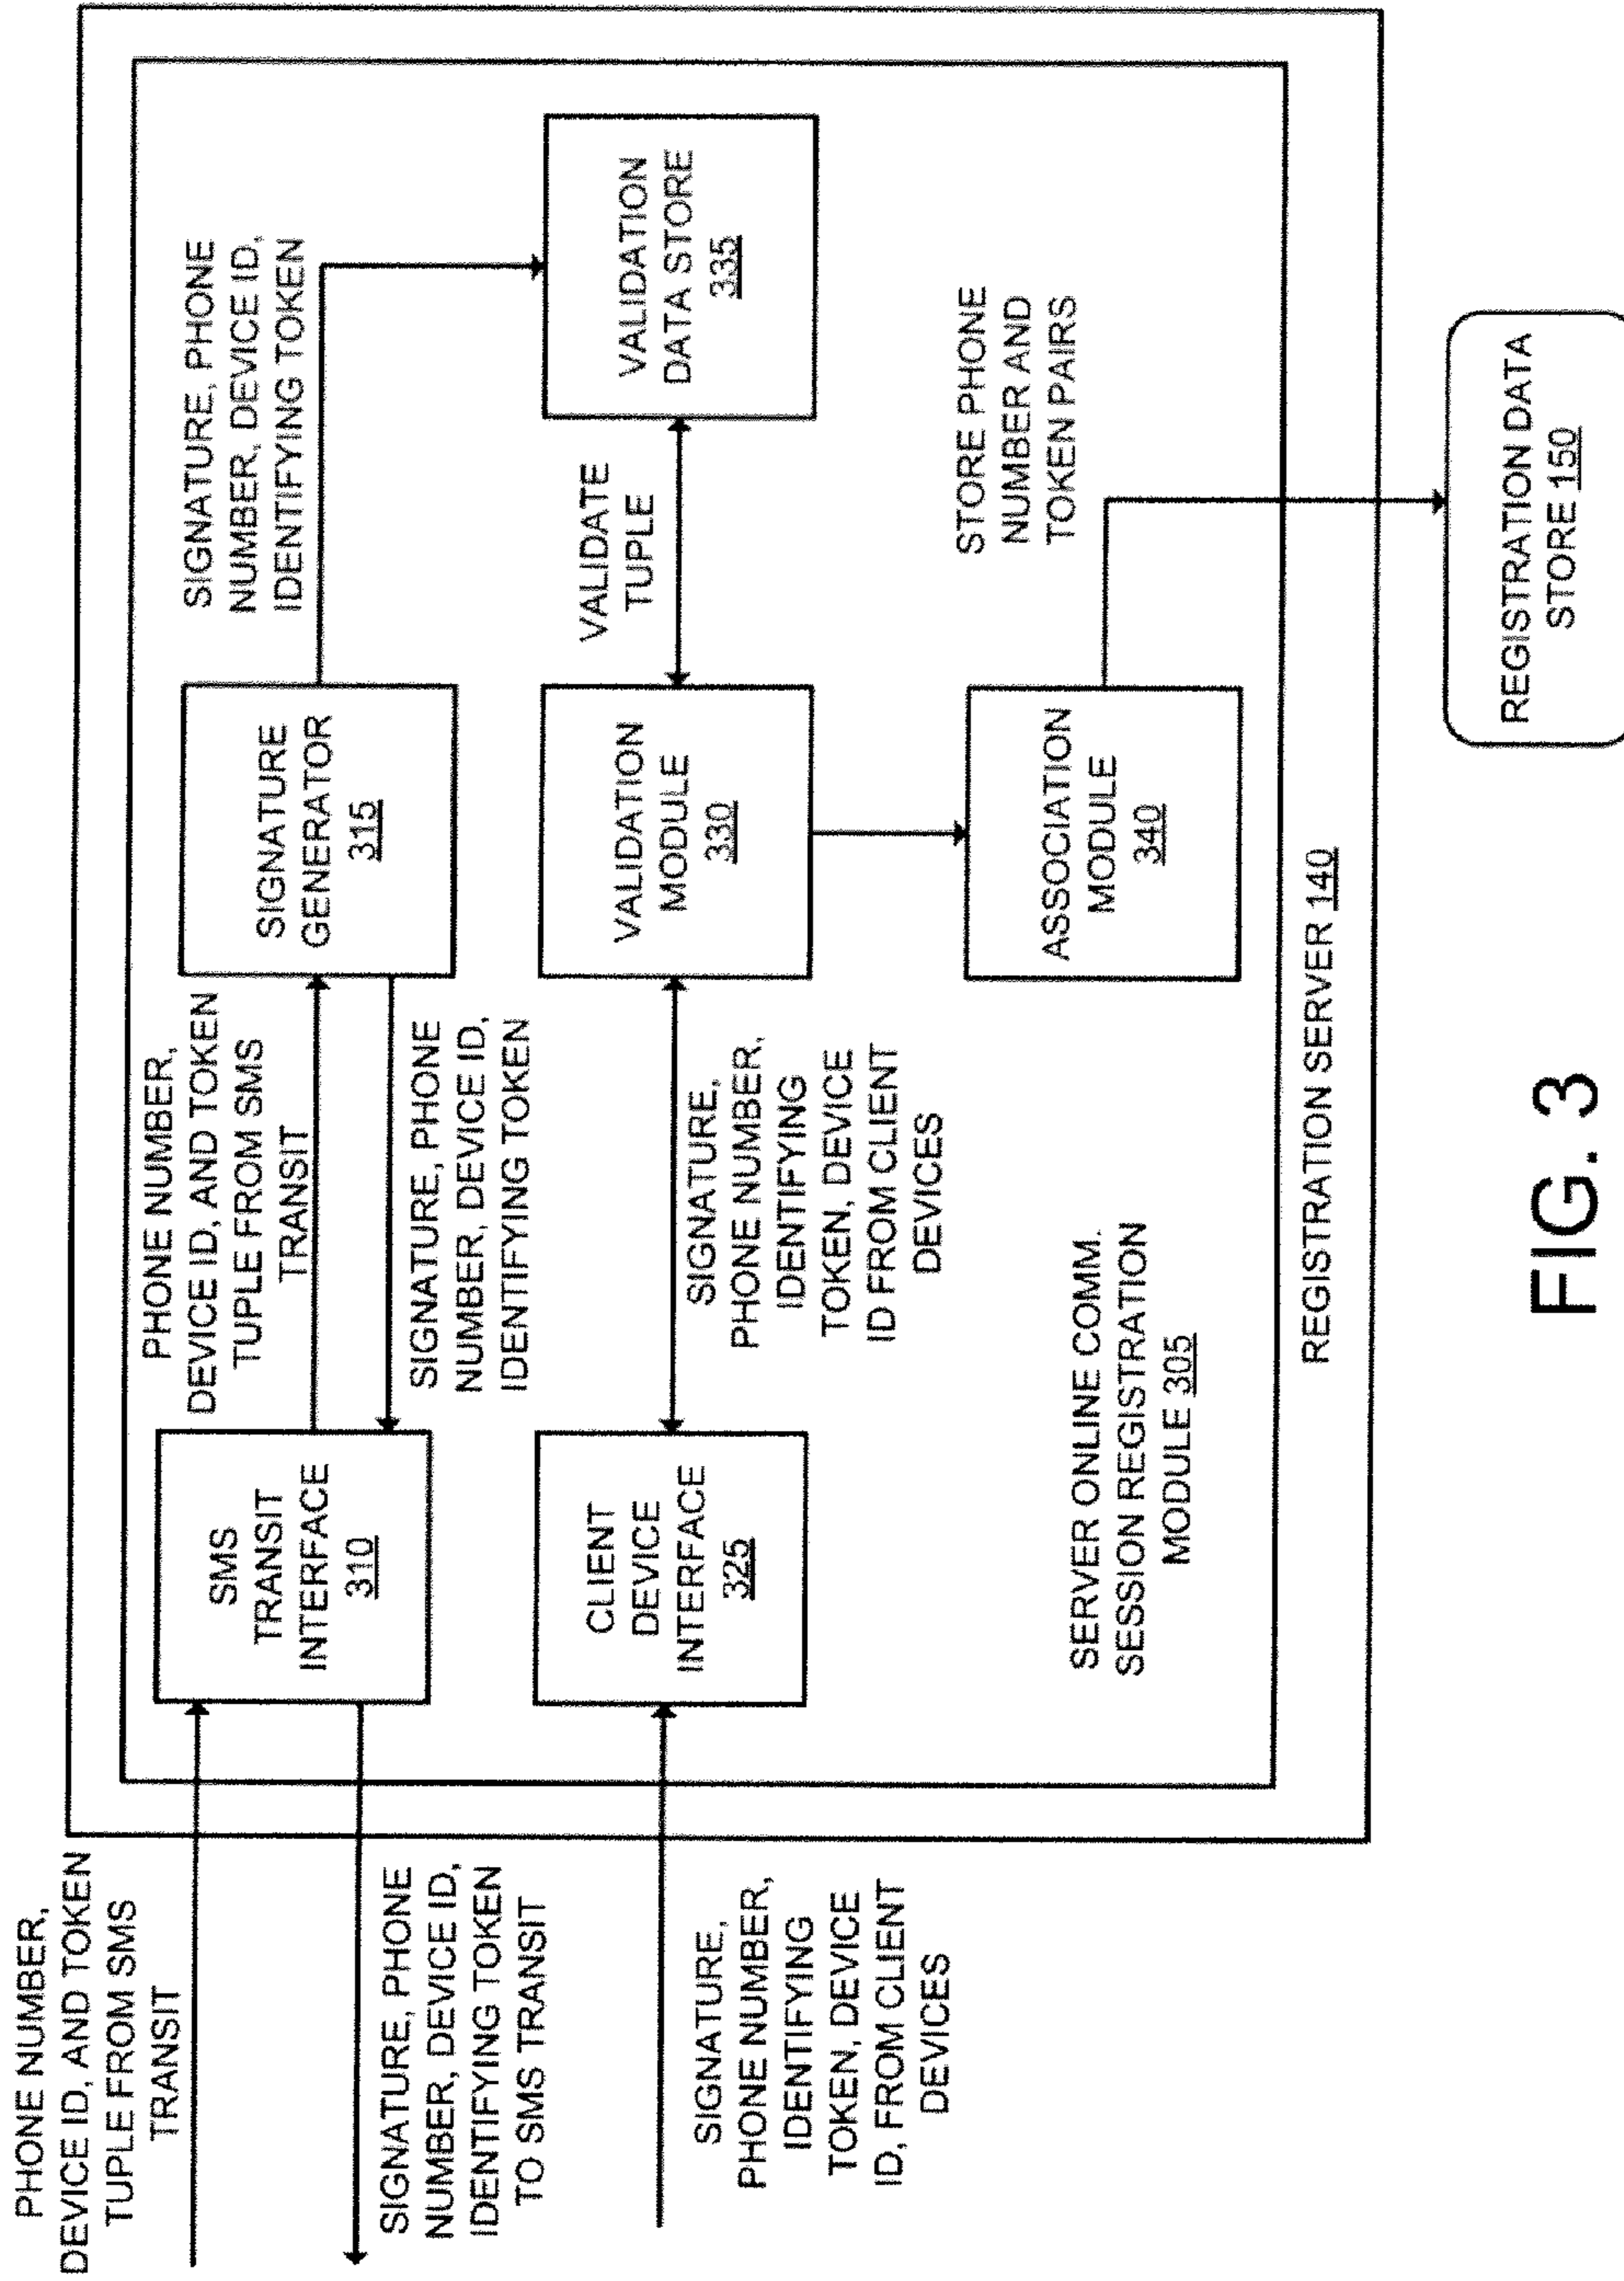 PHONE NUMBER,
DEVICE ID, AND TOKEN
TUPLE FROM SMS
TRANSIT
SIGNATURE, PHONE
NUMBER, DEVICE ID,
IDENTIFYING TOKEN
TO SMS TRANSIT
SIGNATURE,
PHONE NUMBER,
IDENTIFYING
TOKEN, DEVICE
ID, FROM CLIENT
DEVICES
SMS
TRANSIT
INTERFACE
310
PHONE NUMBER,
DEVICE ID, AND TOKEN
TUPLE FROM SMS
TRANSIT
SIGNATURE, PHONE
NUMBER, DEVICE ID,
IDENTIFYING TOKEN
SIGNATURE
GENERATOR
315
SIGNATURE, PHONE
NUMBER, DEVICE ID,
IDENTIFYING TOKEN
CLIENT
DEVICE
INTERFACE
325
SIGNATURE,
PHONE NUMBER,
IDENTIFYING
TOKEN, DEVICE
ID FROM CLIENT
DEVICES
VALIDATION
MODULE
330
VALIDATE
TUPLE
VALIDATION
DATA STORE
335
ASSOCIATION
MODULE
340
STORE PHONE
NUMBER AND
TOKEN PAIRS
SERVER ONLINE COMM.
SESSION REGISTRATION
MODULE 305
REGISTRATION SERVER 140
REGISTRATION DATA
STORE 150
FIG. 3